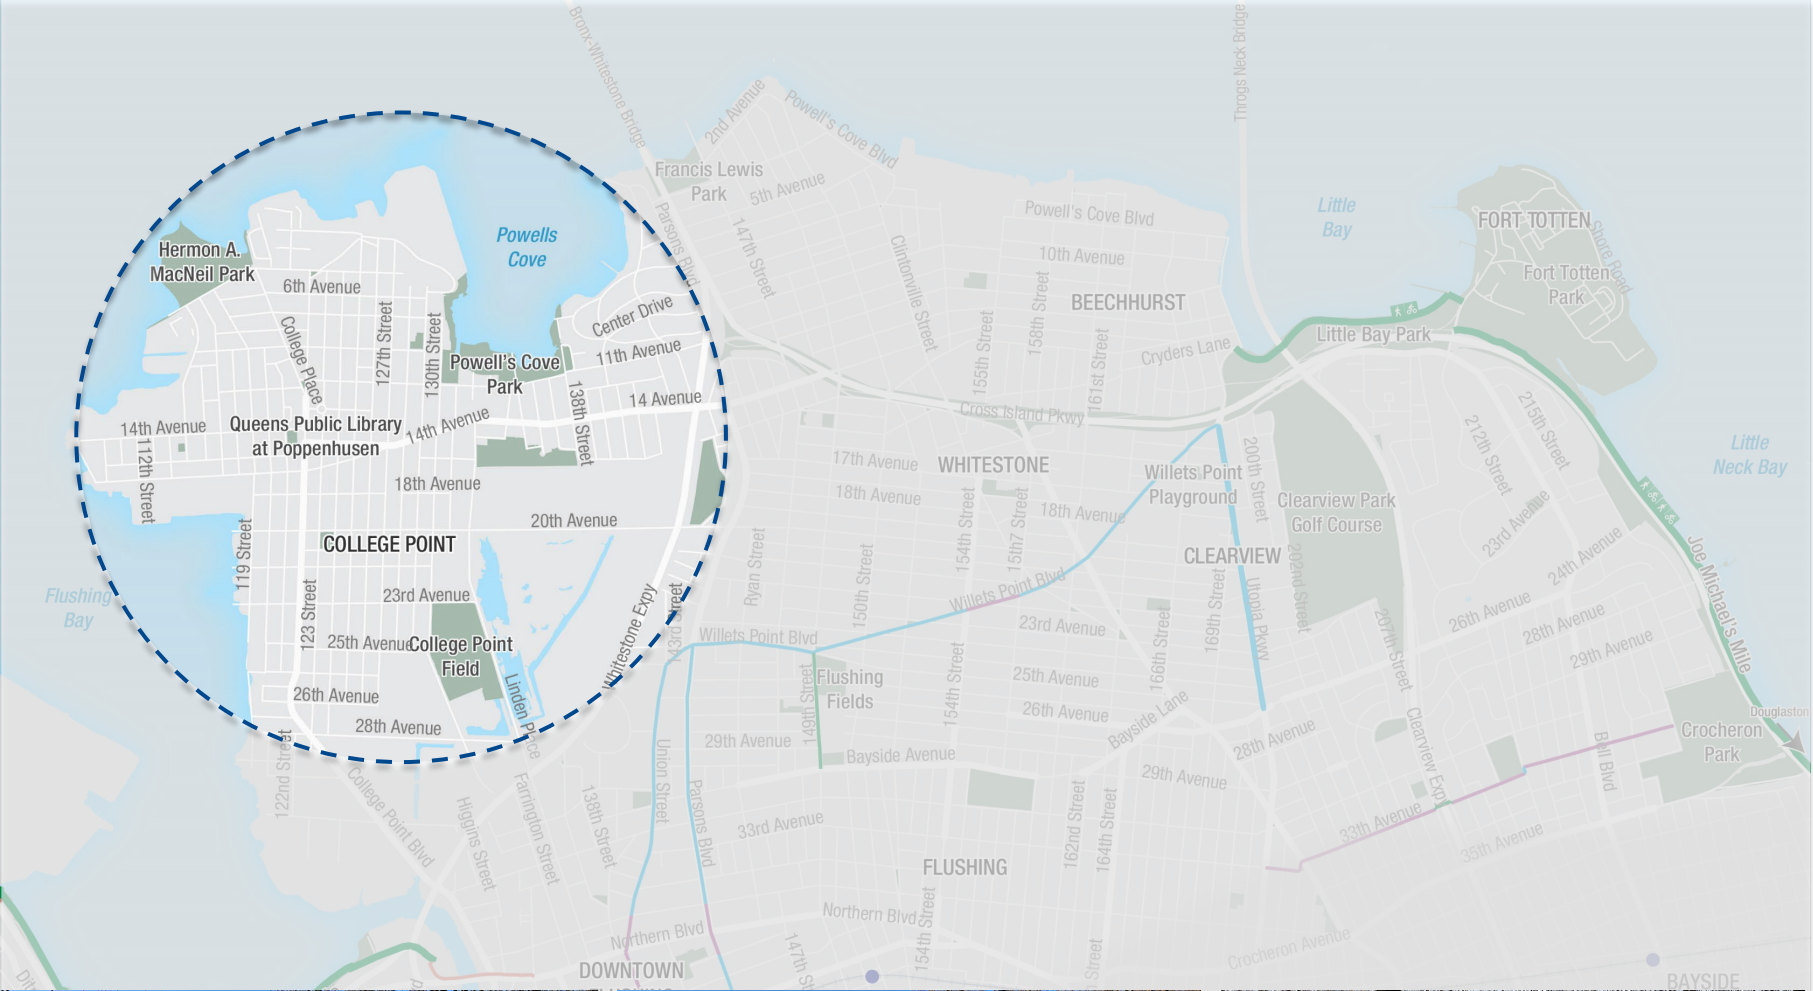 Bronx-Whitestone Bridge
Throgs Neck Bridge
2nd Avenue
Powell's Cove Blvd
Francis Lewis
Park
5th Avenue
Parsons Blvd
147th Street
Powell's Cove Blvd
Little
Bay
FORT TOTTEN
Shore Road
Fort Totten
Park
Hermon A.
MacNeil Park
Powells
Cove
6th Avenue
Clintonville Street
10th Avenue
158th Street
BEECHHURST
Center Drive
College Place
127th Street
130th Street
155th Street
161st Street
Cryders Lane
Little Bay Park
11th Avenue
Powell's Cove
Park
138th Street
14 Avenue
Cross Island Pkwy
215th Street
212th Street
14th Avenue
Queens Public Library
at Poppenhusen
14th Avenue
112th Street
17th Avenue
WHITESTONE
Willets Point
Playground
200th Street
Little
Neck Bay
18th Avenue
18th Avenue
154th Street
15th7 Street
18th Avenue
Clearview Park
Golf Course
23rd Avenue
20th Avenue
COLLEGE POINT
119 Street
Ryan Street
150th Street
CLEARVIEW
202nd Street
24th Avenue
Joe Michael's Mile
Flushing
Bay
123 Street
23rd Avenue
Whitestone Expy
143rd Street
Willets Point Blvd
Willets Point Blvd
23rd Avenue
169th Street
Utopia Pkwy
166th Street
207th Street
26th Avenue
28th Avenue
29th Avenue
25th Avenue
College Point
Field
Linden Place
149th Street
Flushing
Fields
154th Street
25th Avenue
26th Avenue
Bayside Lane
26th Avenue
28th Avenue
122nd Street
Union Street
29th Avenue
Bayside Avenue
28th Avenue
29th Avenue
Clearview Exp
Bell Blvd
Crocheron
Park
Douglaston
College Point Blvd
Higgins Street
Farrington Street
138th Street
Parsons Blvd
33rd Avenue
162nd Street
164th Street
33th Avenue
35th Avenue
FLUSHING
Northern Blvd
Northern Blvd
154th Street
147th S
Street
Crocheron Avenue
DOWNTOWN
BAYSIDE